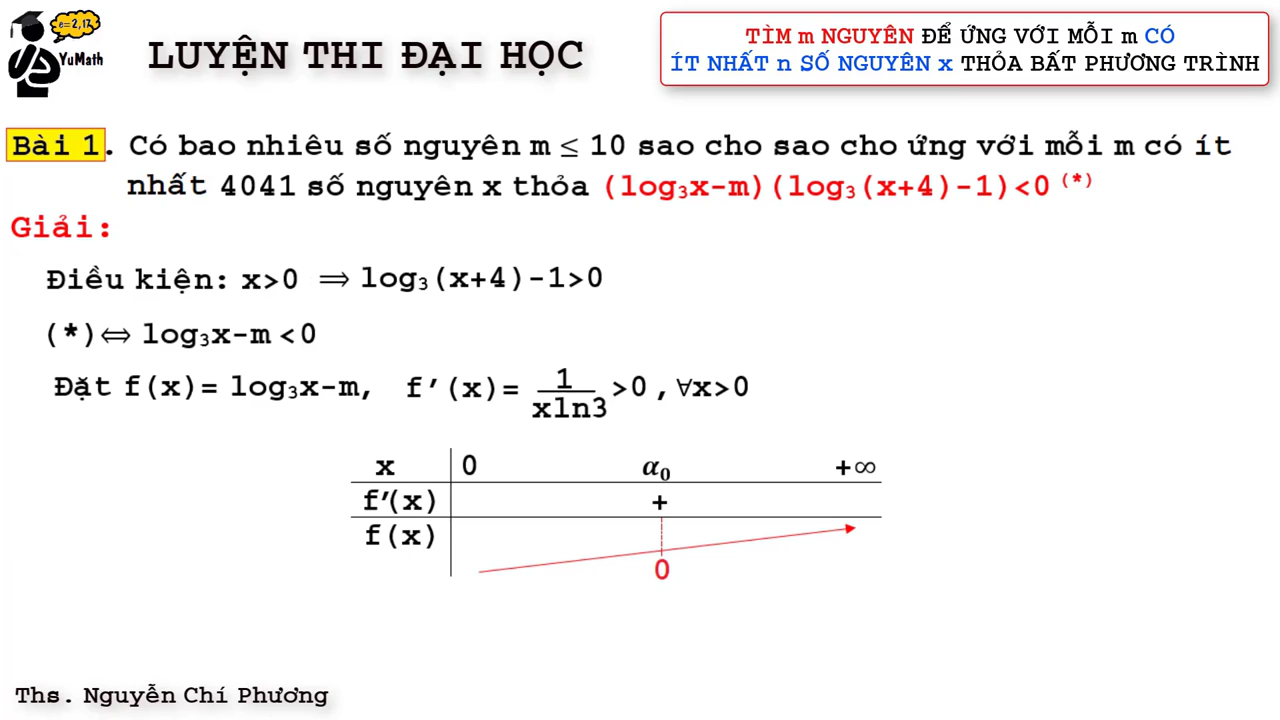 e=2,17
YuMath
LUYỆN THI ĐẠI HỌC
TÌM m NGUYÊN ĐỂ ỨNG VỚI MỖI m CÓ
ÍT NHẤT n SỐ NGUYÊN x THỎA BẤT PHƯƠNG TRÌNH
Bài 1. Có bao nhiêu số nguyên m ≤ 10 sao cho sao cho ứng với mỗi m có ít
nhất 4041 số nguyên x thỏa (log₃x-m)(log₃(x+4)-1)<0 (*)
Giải:
Điều kiện: x>0 ⟹ log₃(x+4)-1>0
(*)⟺ log₃x-m <0
Đặt f(x)= log₃x-m, f’(x)= 1/(xln3) >0 ,∀x>0
x 0 α₀ +∞
f’(x) +
f(x)
0
Ths. Nguyễn Chí Phương